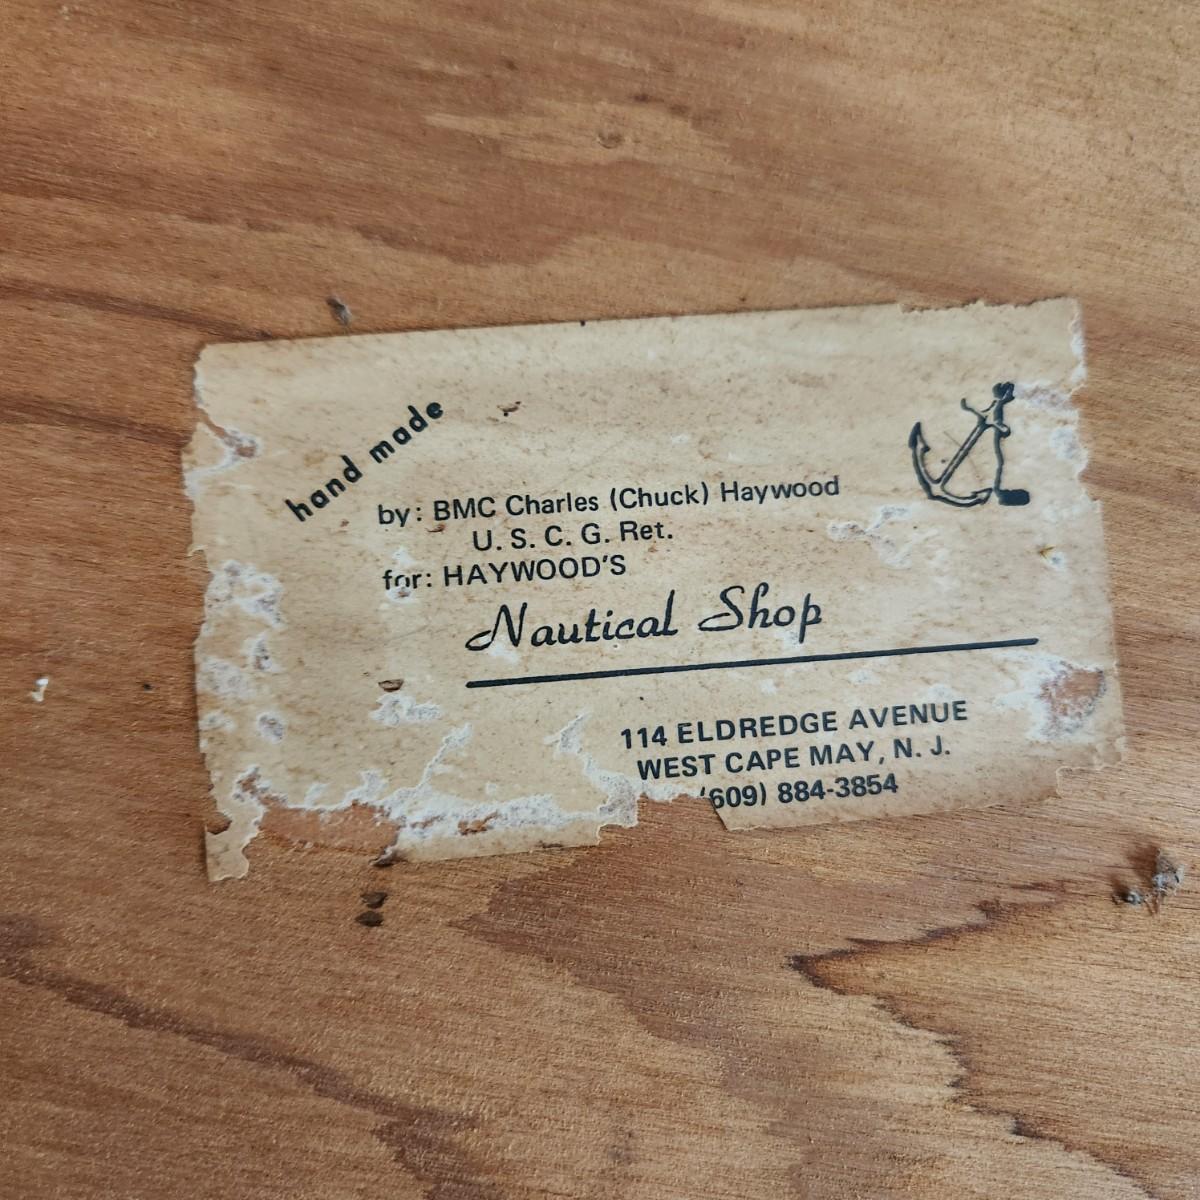 hand made
by: BMC Charles (Chuck) Haywood
U. S. C. G. Ret.
for: HAYWOOD'S
Nautical Shop
114 ELDREDGE AVENUE
WEST CAPE MAY, N. J.
(609) 884-3854